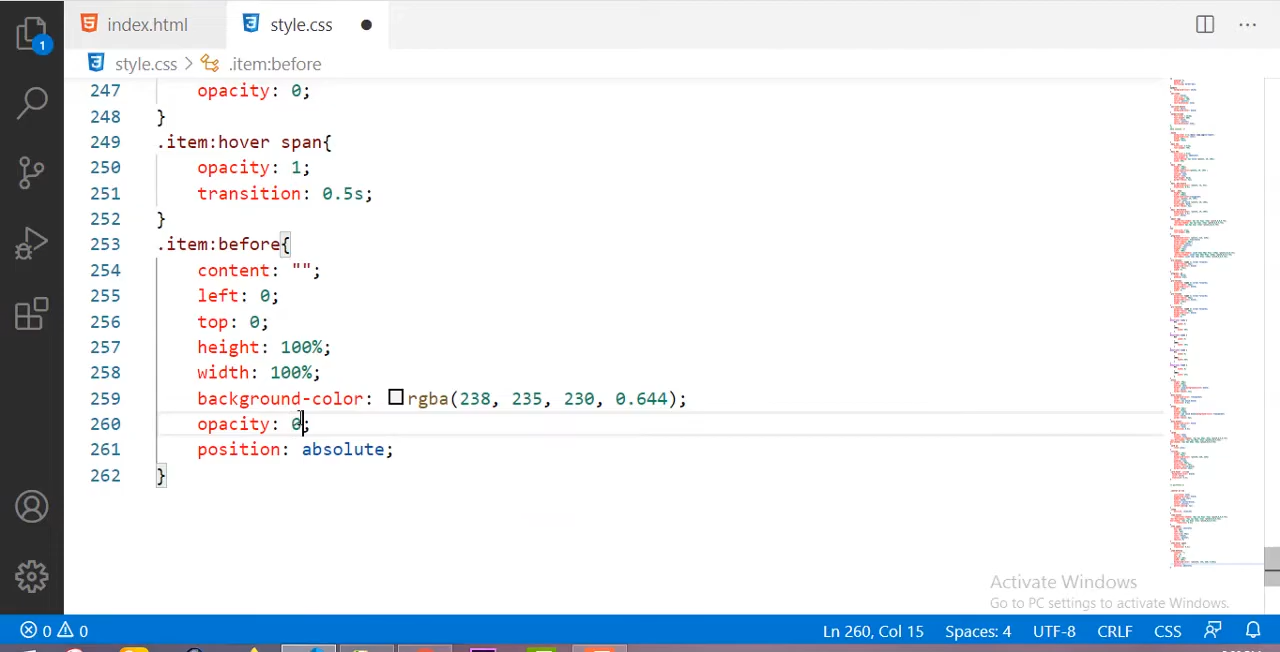 index.html
style.css
1
style.css > .item:before
247 opacity: 0;
248 }
249 .item:hover span{
250 opacity: 1;
251 transition: 0.5s;
252 }
253 .item:before{
254 content: "";
255 left: 0;
256 top: 0;
257 height: 100%;
258 width: 100%;
259 background-color: rgba(238, 235, 230, 0.644);
260 opacity: 0;
261 position: absolute;
262 }
Activate Windows
Go to PC settings to activate Windows.
0 0 Ln 260, Col 15 Spaces: 4 UTF-8 CRLF CSS